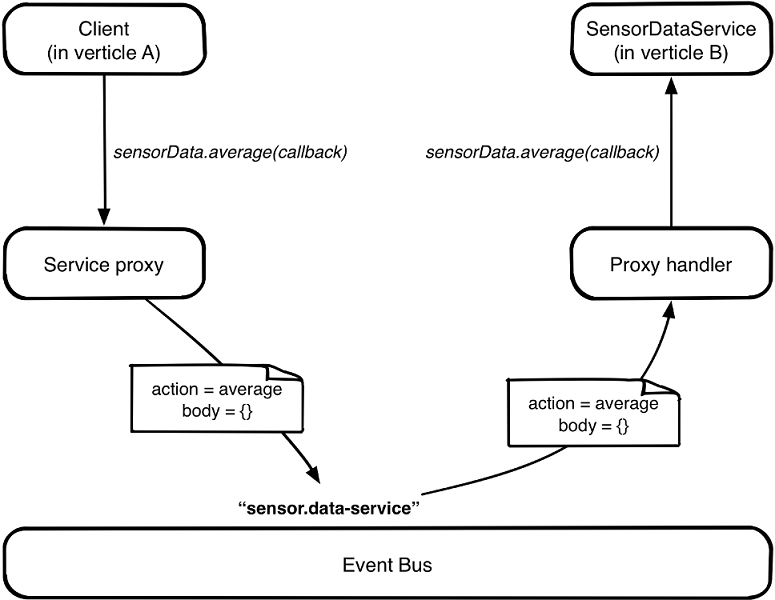 Client
(in verticle A)
SensorDataService
(in verticle B)
sensorData.average(callback)
sensorData.average(callback)
Service proxy
Proxy handler
action = average
body = {}
action = average
body = {}
“sensor.data-service”
Event Bus